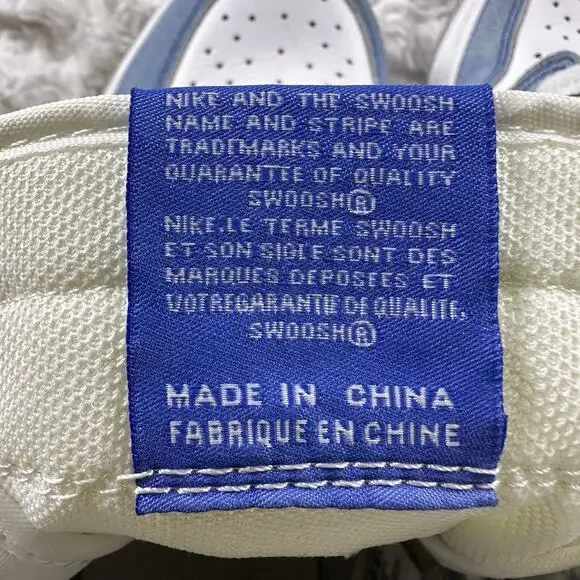 NIKE AND THE SWOOSH
NAME AND STRIPE ARE
TRADEMARKS AND YOUR
GUARANTEE OF QUALITY
SWOOSH®
NIKE.LE TERME SWOOSH
ET SON SIGLE SONT DES
MARQUES DEPOSEES ET
VOTREGARANTIE DE QUALITE.
SWOOSH®
MADE IN CHINA
FABRIQUE EN CHINE